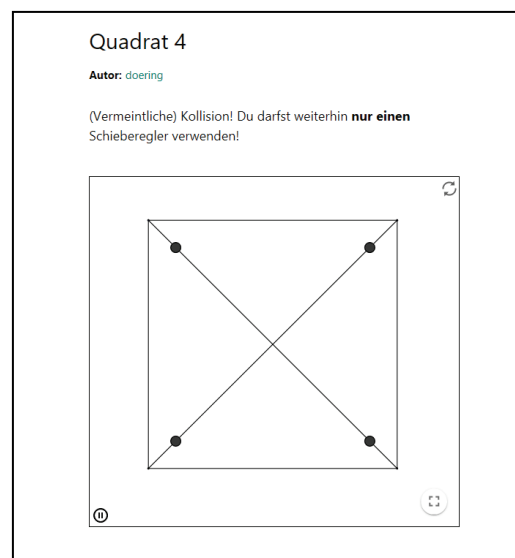 Quadrat 4
Autor: doering
(Vermeintliche) Kollision! Du darfst weiterhin nur einen
Schieberegler verwenden!